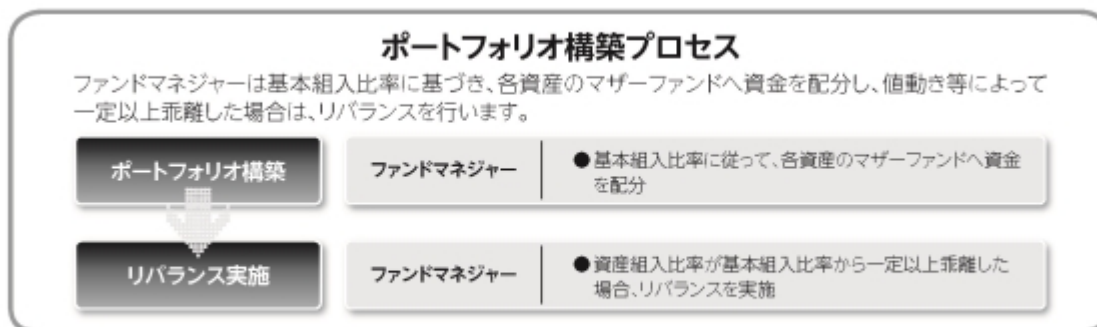 ポートフォリオ構築プロセス
ファンドマネジャーは基本組入比率に基づき、各資産のマザーファンドへ資金を配分し、値動き等によって
一定以上乖離した場合は、リバランスを行います。
ポートフォリオ構築
ファンドマネジャー
●基本組入比率に従って、各資産のマザーファンドへ資金
を配分
リバランス実施
ファンドマネジャー
●資産組入比率が基本組入比率から一定以上乖離した
場合、リバランスを実施